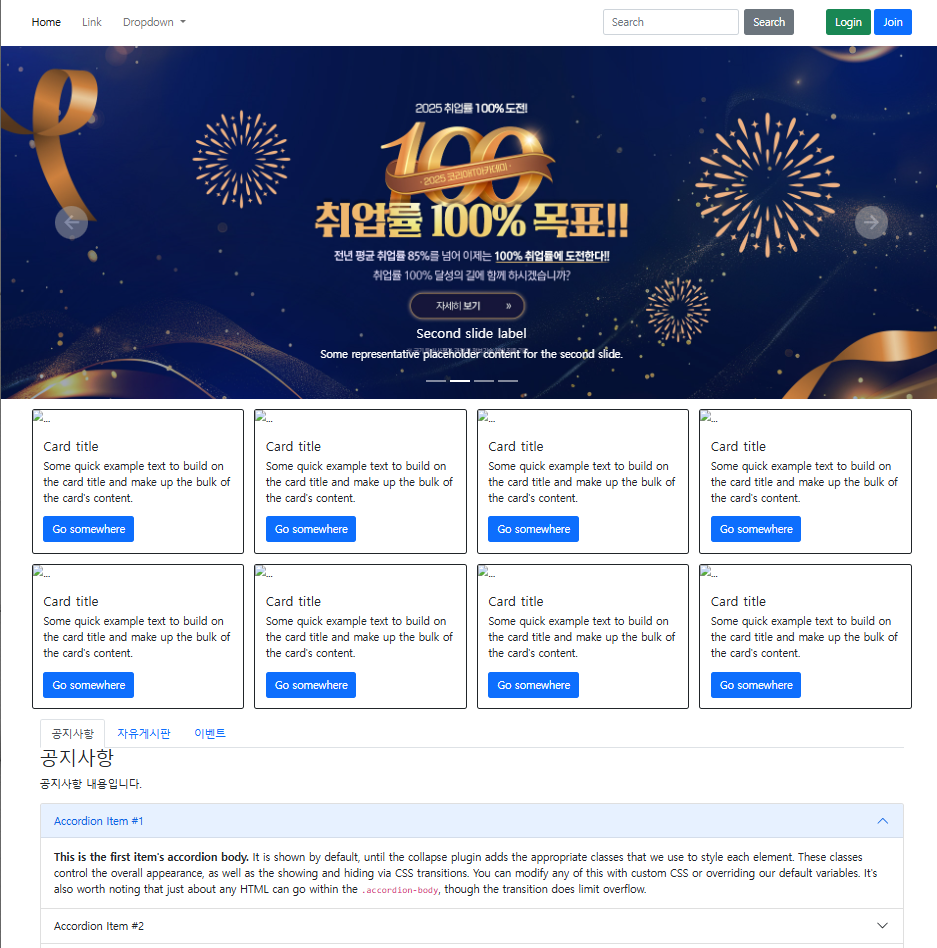 Home Link Dropdown Search Search Login Join
2025 취업률 100% 도전!
100
· 2025 코리아IT아카데미 ·
취업률 100% 목표!!
전년 평균 취업률 85%를 넘어 이제는 100% 취업률에 도전한다!!
취업률 100% 달성의 길에 함께 하시겠습니까?
자세히 보기 »
Second slide label
Some representative placeholder content for the second slide.
... ... ... ...
Card title Card title Card title Card title
Some quick example text to build on Some quick example text to build on Some quick example text to build on Some quick example text to build on
the card title and make up the bulk of the card title and make up the bulk of the card title and make up the bulk of the card title and make up the bulk of
the card's content. the card's content. the card's content. the card's content.
Go somewhere Go somewhere Go somewhere Go somewhere
... ... ... ...
Card title Card title Card title Card title
Some quick example text to build on Some quick example text to build on Some quick example text to build on Some quick example text to build on
the card title and make up the bulk of the card title and make up the bulk of the card title and make up the bulk of the card title and make up the bulk of
the card's content. the card's content. the card's content. the card's content.
Go somewhere Go somewhere Go somewhere Go somewhere
공지사항 자유게시판 이벤트
공지사항
공지사항 내용입니다.
Accordion Item #1
This is the first item's accordion body. It is shown by default, until the collapse plugin adds the appropriate classes that we use to style each element. These classes
control the overall appearance, as well as the showing and hiding via CSS transitions. You can modify any of this with custom CSS or overriding our default variables. It's
also worth noting that just about any HTML can go within the .accordion-body, though the transition does limit overflow.
Accordion Item #2